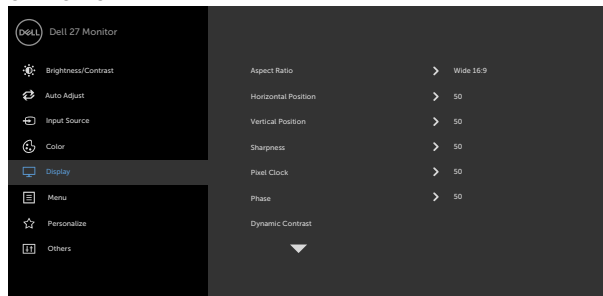 DELL Dell 27 Monitor
Brightness/Contrast
Auto Adjust
Input Source
Color
Display
Menu
Personalize
Others
Aspect Ratio Wide 16:9
Horizontal Position 50
Vertical Position 50
Sharpness 50
Pixel Clock 50
Phase 50
Dynamic Contrast